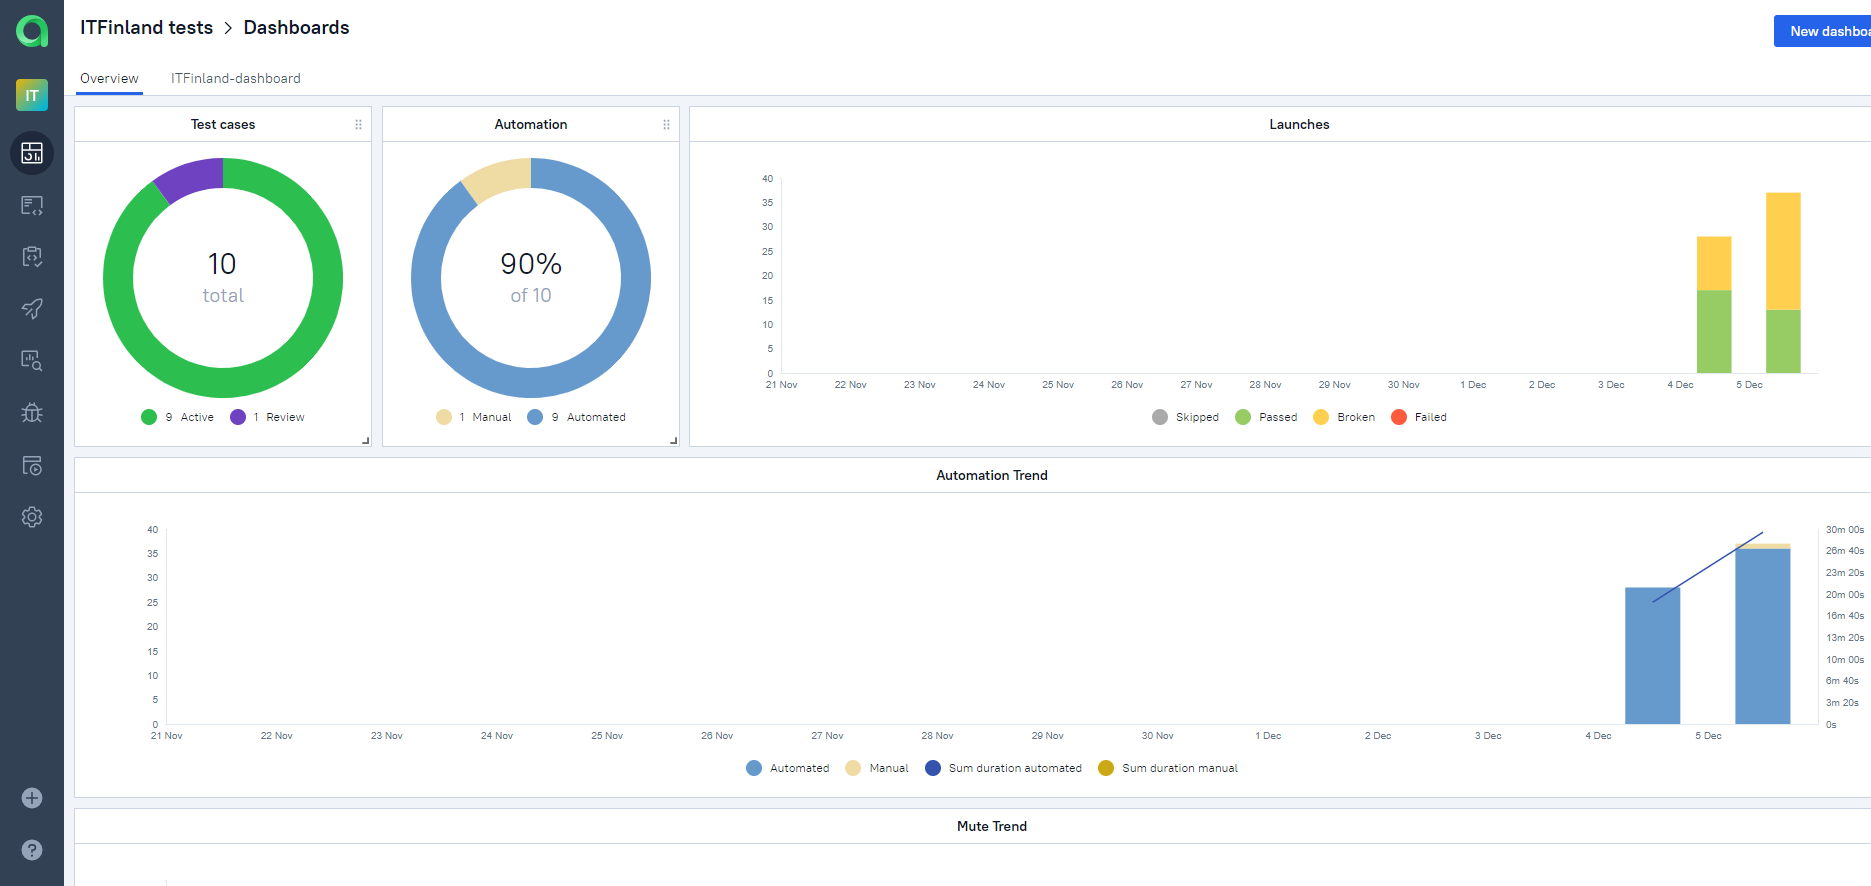 ITFinland tests > Dashboards
New dashboa
Overview ITFinland-dashboard
IT
Test cases
10
total
9 Active 1 Review
Automation
90%
of 10
1 Manual 9 Automated
Launches
40
35
30
25
20
15
10
5
0
21 Nov 22 Nov 23 Nov 24 Nov 25 Nov 26 Nov 27 Nov 28 Nov 29 Nov 30 Nov 1 Dec 2 Dec 3 Dec 4 Dec 5 Dec
Skipped Passed Broken Failed
Automation Trend
40 30m 00s
35 26m 40s
30 23m 20s
25 20m 00s
20 16m 40s
15 13m 20s
10 10m 00s
5 6m 40s
0 3m 20s
0s
21 Nov 22 Nov 23 Nov 24 Nov 25 Nov 26 Nov 27 Nov 28 Nov 29 Nov 30 Nov 1 Dec 2 Dec 3 Dec 4 Dec 5 Dec
Automated Manual Sum duration automated Sum duration manual
Mute Trend